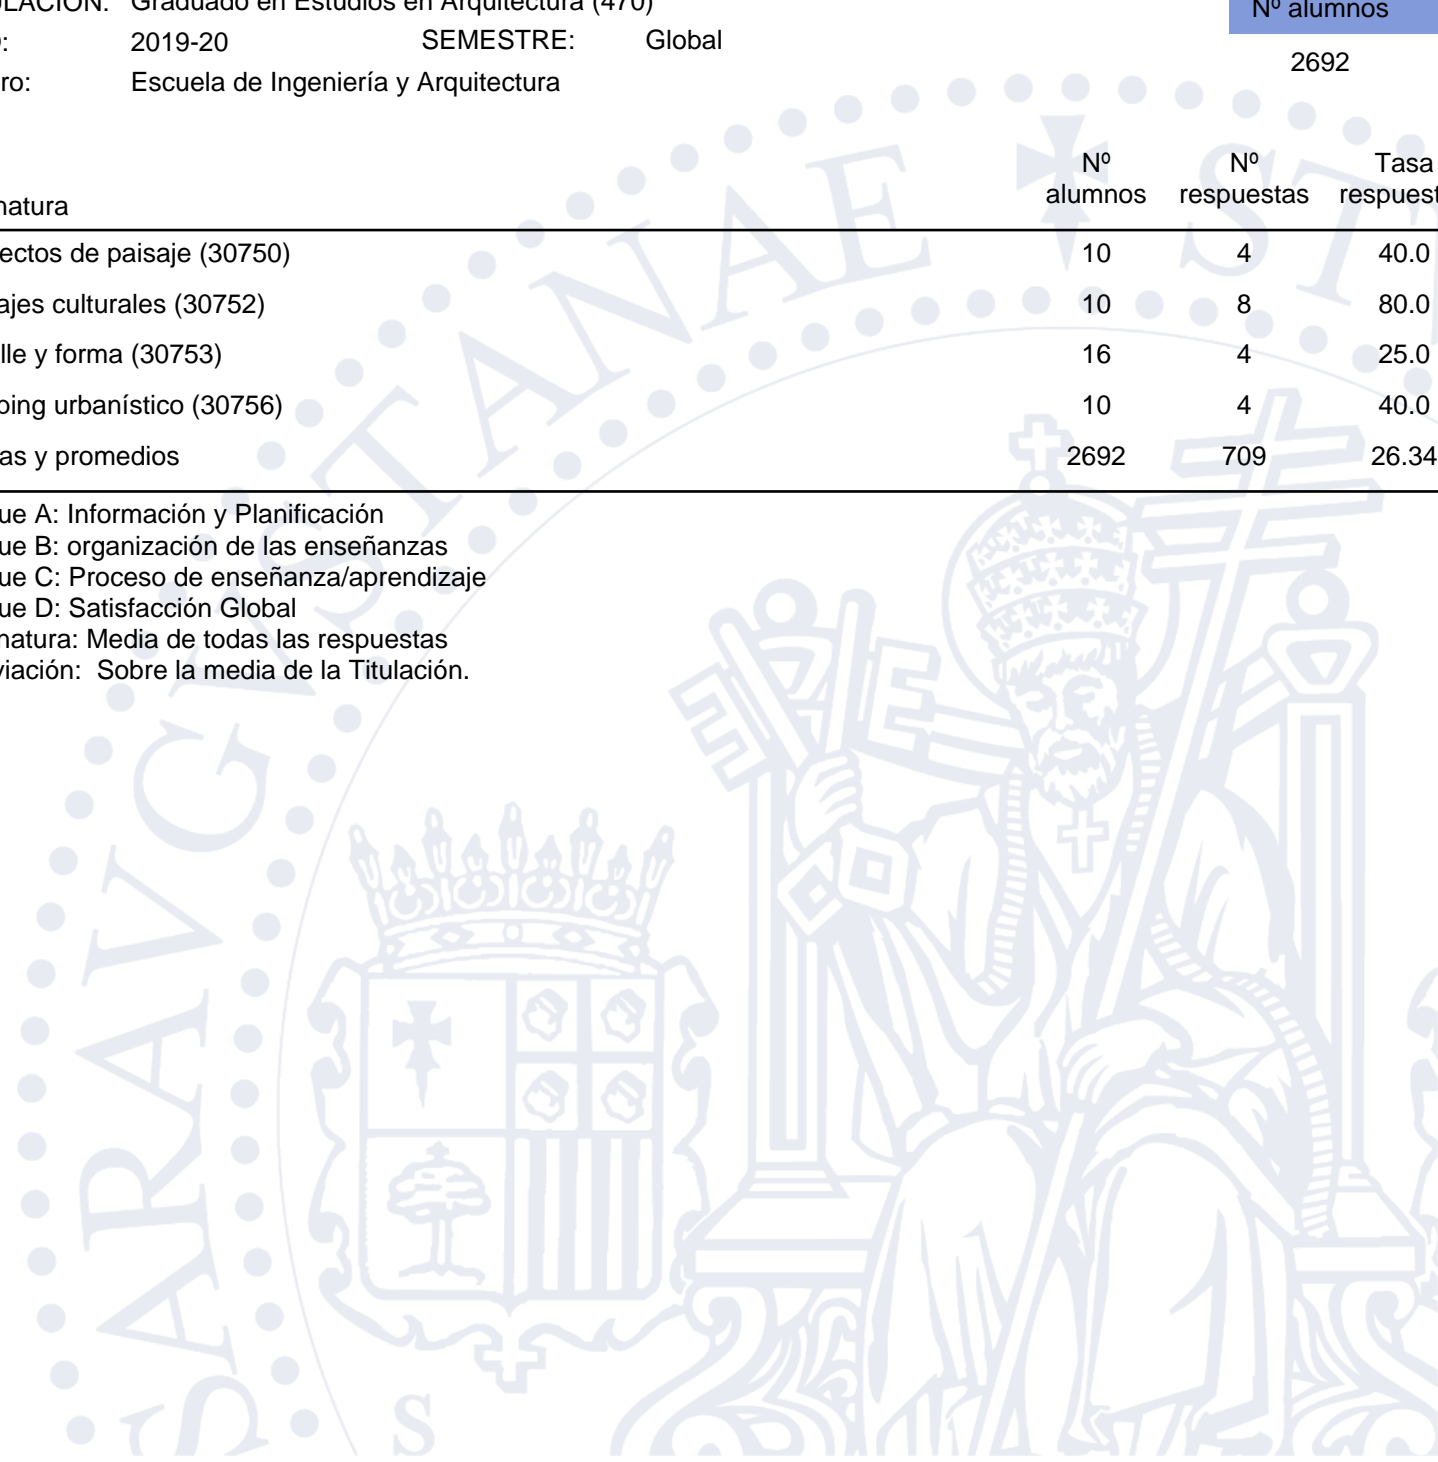 ULACIÓN: Graduado en Estudios en Arquitectura (470)
Nº alumnos
: 2019-20 SEMESTRE: Global
2692
ro: Escuela de Ingeniería y Arquitectura
Nº Nº Tasa
natura alumnos respuestas respuest
ectos de paisaje (30750) 10 4 40.0
ajes culturales (30752) 10 8 80.0
lle y forma (30753) 16 4 25.0
ping urbanístico (30756) 10 4 40.0
as y promedios 2692 709 26.34
ue A: Información y Planificación
ue B: organización de las enseñanzas
ue C: Proceso de enseñanza/aprendizaje
ue D: Satisfacción Global
natura: Media de todas las respuestas
viación: Sobre la media de la Titulación.
SARAVGVSTANAE ST
S